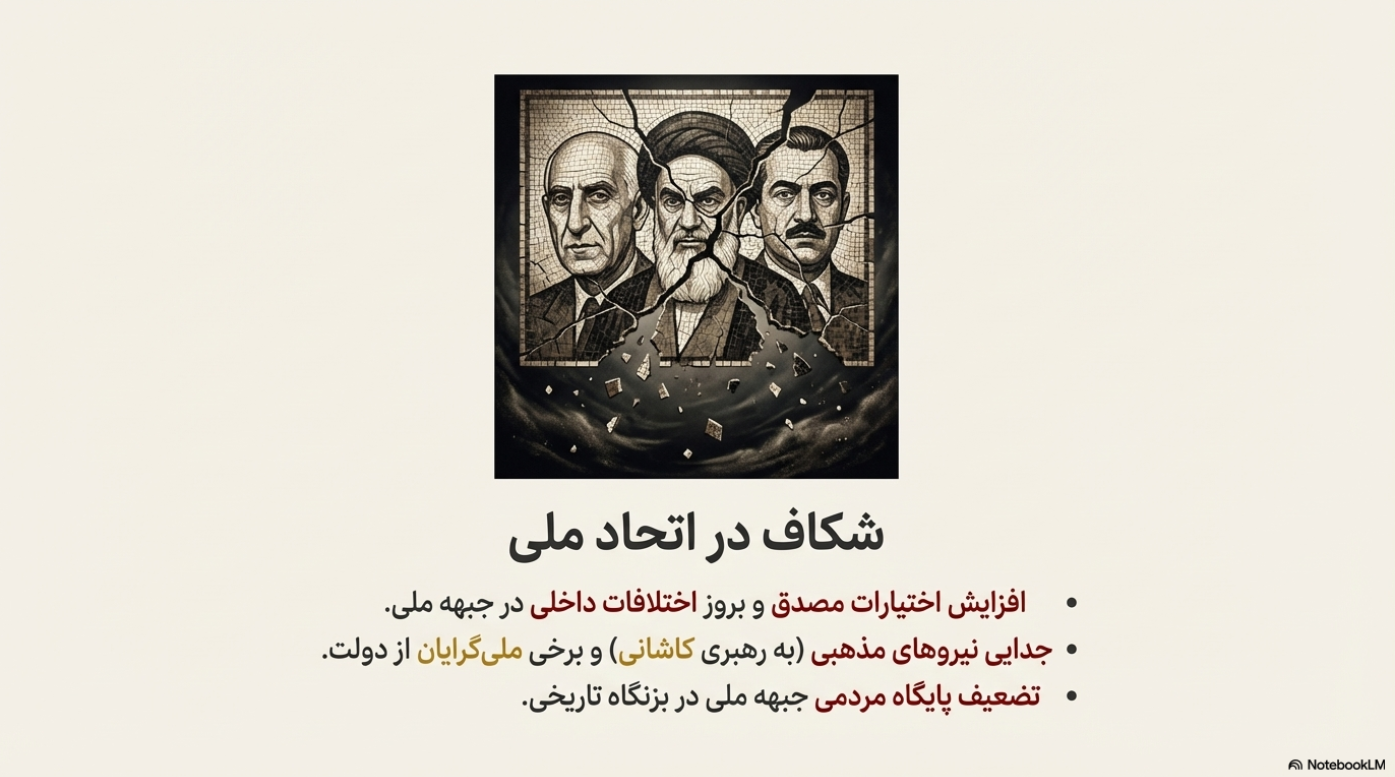 شکاف در اتحاد ملی
• افزایش اختیارات مصدق و بروز اختلافات داخلی در جبهه ملی.
• جدایی نیروهای مذهبی (به رهبری کاشانی) و برخی ملی‌گرایان از دولت.
• تضعیف پایگاه مردمی جبهه ملی در بزنگاه تاریخی.
NotebookLM